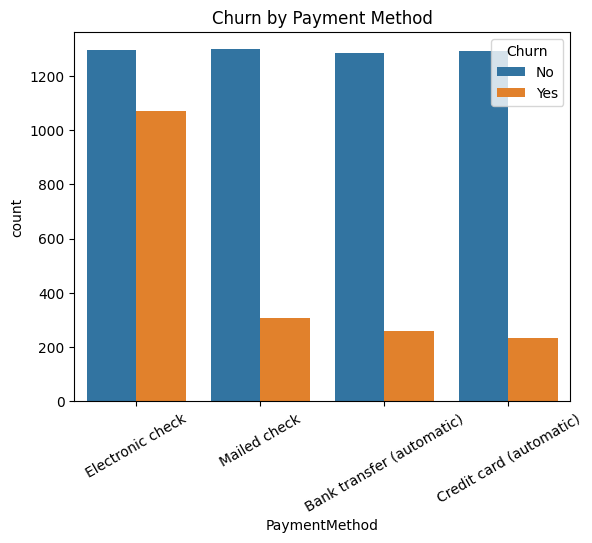 Churn by Payment Method
Churn
No
Yes
count
1200
1000
800
600
400
200
0
Electronic check
Mailed check
Bank transfer (automatic)
Credit card (automatic)
PaymentMethod